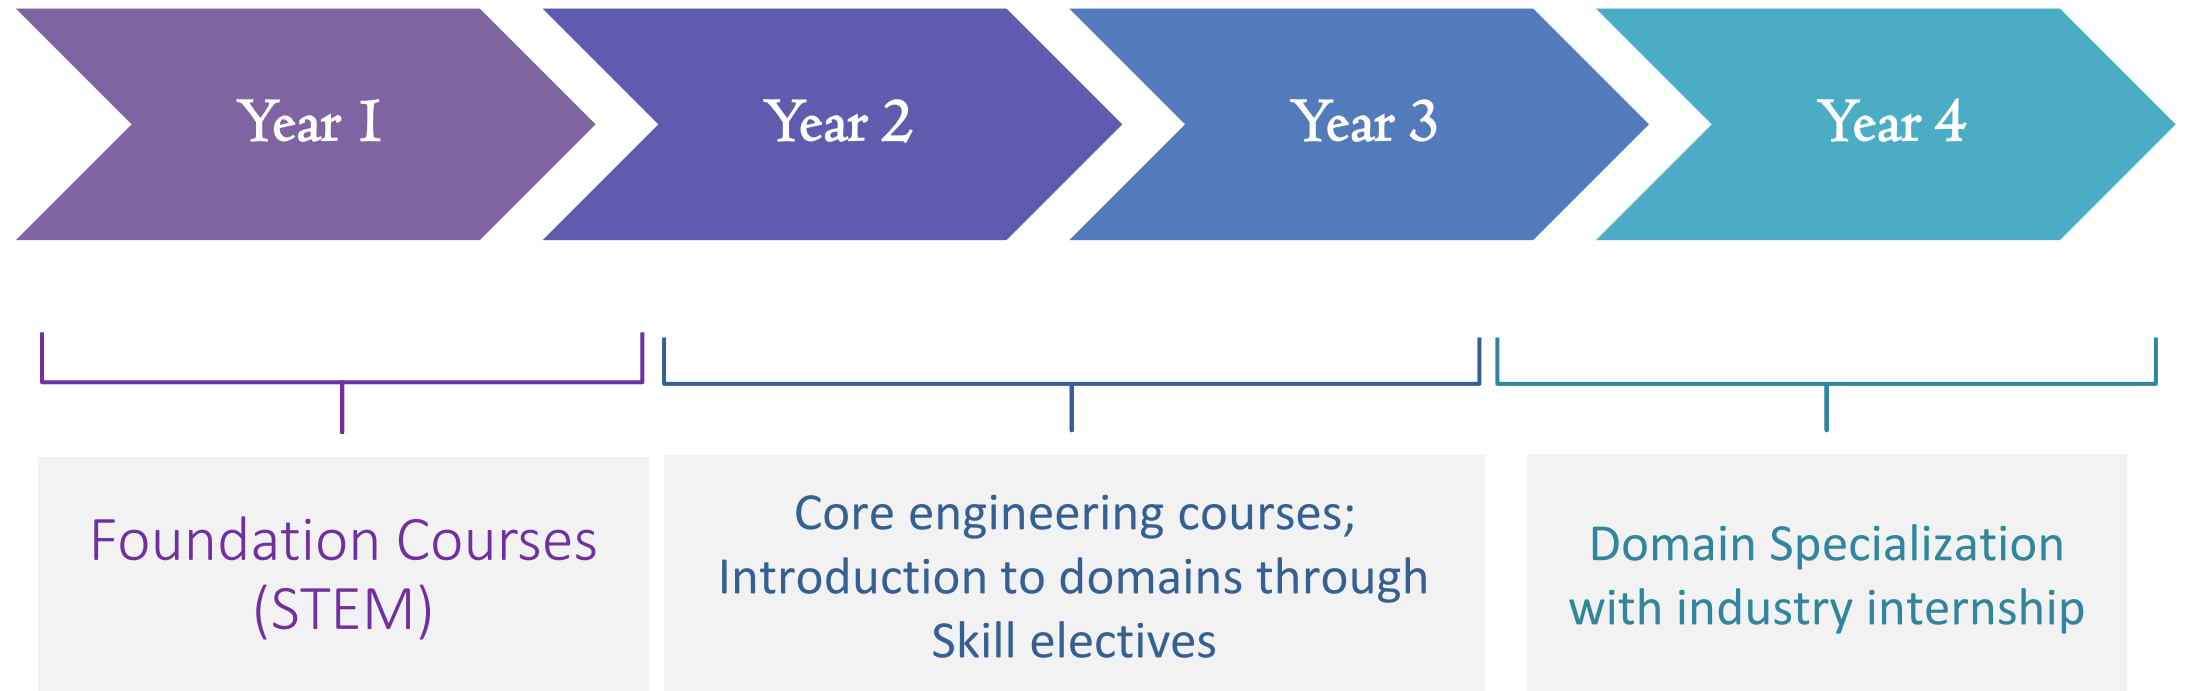 Year 1
Year 2
Year 3
Year 4
Foundation Courses
(STEM)
Core engineering courses;
Introduction to domains through
Skill electives
Domain Specialization
with industry internship